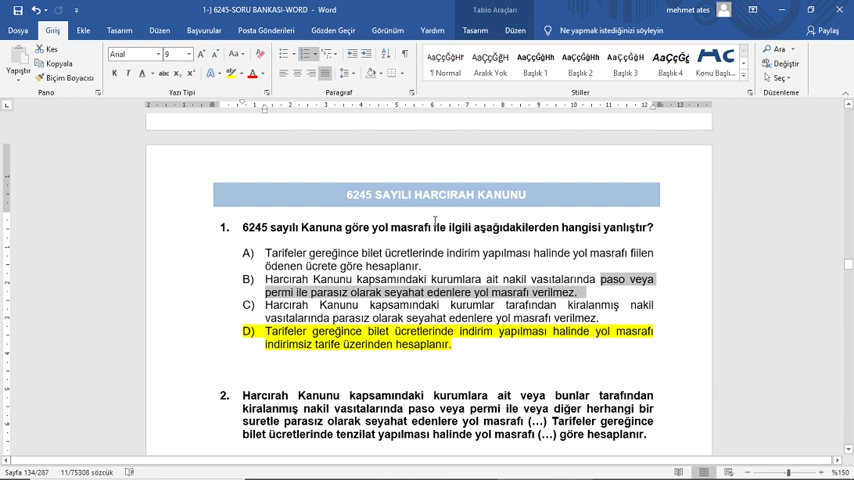 1-) 6245-SORU BANKASI-WORD - Word
Tablo Araçları
mehmet ates
Dosya Giriş Ekle Tasarım Düzen Başvurular Posta Gönderileri Gözden Geçir Görünüm Yardım Tasarım Düzen Ne yapmak istediğinizi söyleyin Paylaş
Yapıştır
Kes
Kopyala
Biçim Boyacısı
Arial 9
AaÇçĞğHh AaÇçĞğHh AaÇçĞğHh AaÇçĞğHh AaÇçĞğHh AaÇçĞğ
¶ Normal Aralık Yok Başlık 1 Başlık 2 Başlık 3 Başlık 4 Konu Başl...
Ara
Değiştir
Seç
Pano Yazı Tipi Paragraf Stiller Düzenleme
6245 SAYILI HARCIRAH KANUNU
1. 6245 sayılı Kanuna göre yol masrafı ile ilgili aşağıdakilerden hangisi yanlıştır?
A) Tarifeler gereğince bilet ücretlerinde indirim yapılması halinde yol masrafı fiilen
ödenen ücrete göre hesaplanır.
B) Harcırah Kanunu kapsamındaki kurumlara ait nakil vasıtalarında paso veya
permi ile parasız olarak seyahat edenlere yol masrafı verilmez.
C) Harcırah Kanunu kapsamındaki kurumlar tarafından kiralanmış nakil
vasıtalarında parasız olarak seyahat edenlere yol masrafı verilmez.
D) Tarifeler gereğince bilet ücretlerinde indirim yapılması halinde yol masrafı
indirimsiz tarife üzerinden hesaplanır.
2. Harcırah Kanunu kapsamındaki kurumlara ait veya bunlar tarafından
kiralanmış nakil vasıtalarında paso veya permi ile veya diğer herhangi bir
suretle parasız olarak seyahat edenlere yol masrafı (...) Tarifeler gereğince
bilet ücretlerinde tenzilat yapılması halinde yol masrafı (...) göre hesaplanır.
Sayfa 134/287 11/75308 sözcük
%150